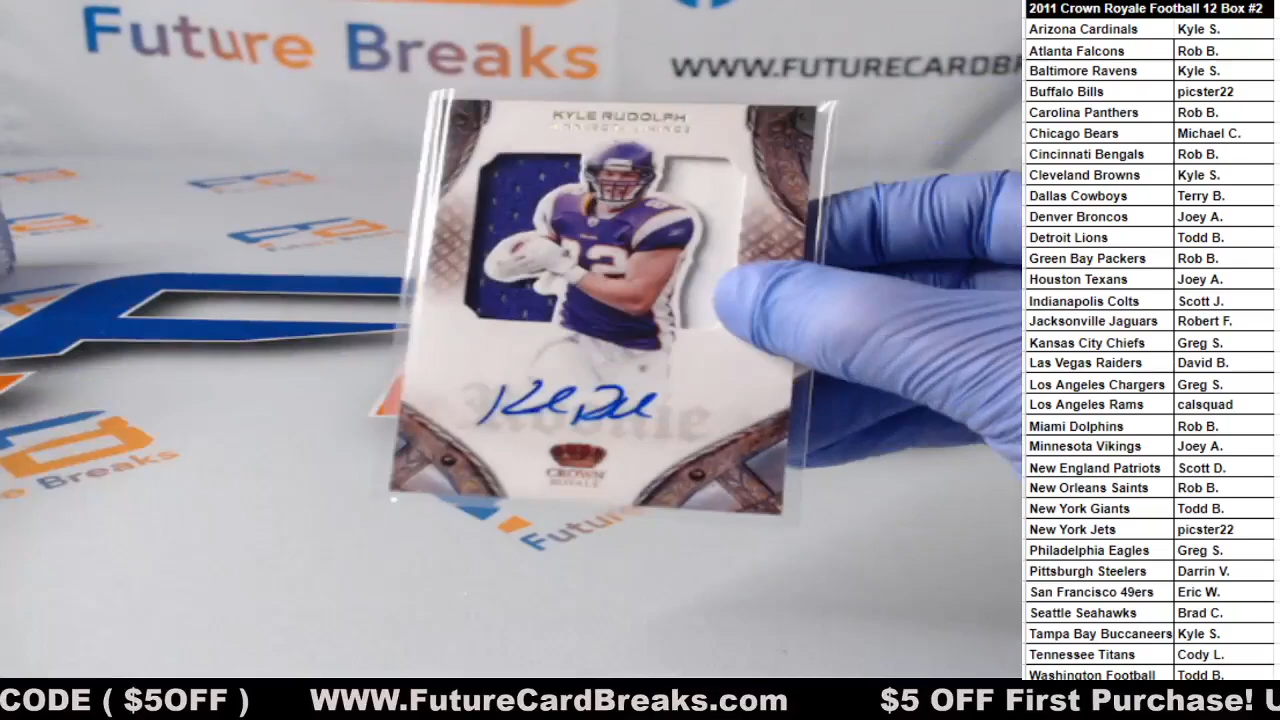 Future Breaks
WWW.FUTURECARDB
KYLE RUDOLPH
MINNESOTA VIKINGS
82
Rookie
CROWN
ROYALE
Breaks
Futu
2011 Crown Royale Football 12 Box #2
Arizona Cardinals Kyle S.
Atlanta Falcons Rob B.
Baltimore Ravens Kyle S.
Buffalo Bills picster22
Carolina Panthers Rob B.
Chicago Bears Michael C.
Cincinnati Bengals Rob B.
Cleveland Browns Kyle S.
Dallas Cowboys Terry B.
Denver Broncos Joey A.
Detroit Lions Todd B.
Green Bay Packers Rob B.
Houston Texans Joey A.
Indianapolis Colts Scott J.
Jacksonville Jaguars Robert F.
Kansas City Chiefs Greg S.
Las Vegas Raiders David B.
Los Angeles Chargers Greg S.
Los Angeles Rams calsquad
Miami Dolphins Rob B.
Minnesota Vikings Joey A.
New England Patriots Scott D.
New Orleans Saints Rob B.
New York Giants Todd B.
New York Jets picster22
Philadelphia Eagles Greg S.
Pittsburgh Steelers Darrin V.
San Francisco 49ers Eric W.
Seattle Seahawks Brad C.
Tampa Bay Buccaneers Kyle S.
Tennessee Titans Cody L.
Washington Football Todd B.
CODE ( $5OFF ) WWW.FutureCardBreaks.com $5 OFF First Purchase! U